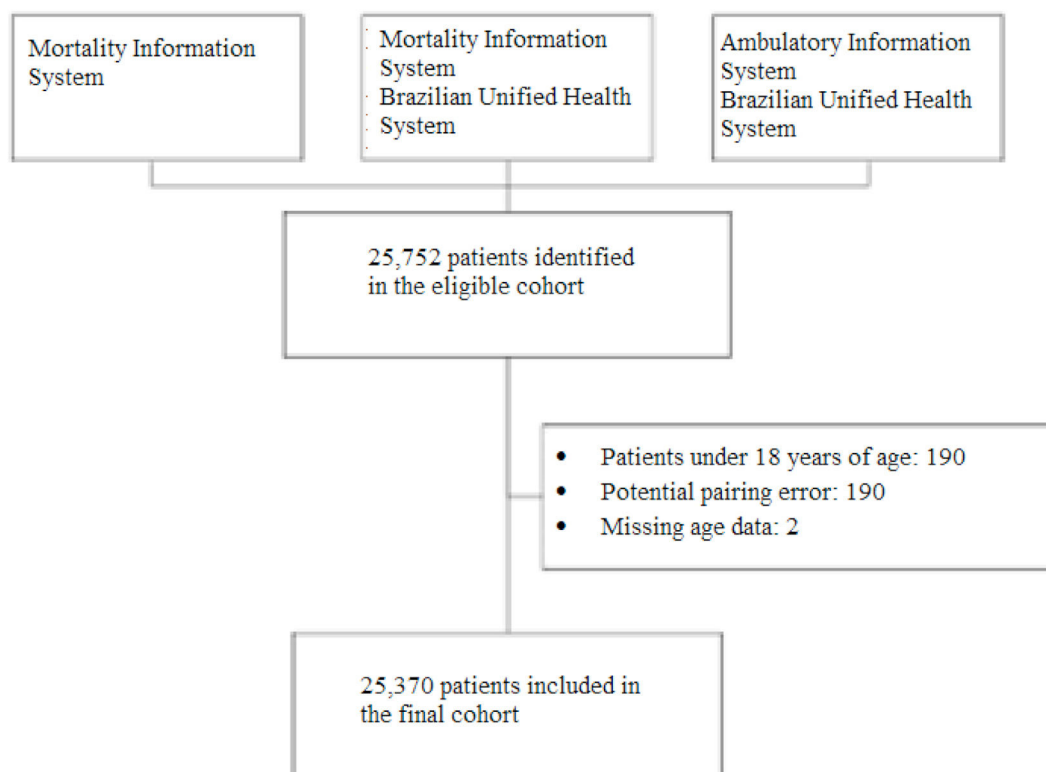 Mortality Information
System
Mortality Information
System
Brazilian Unified Health
System
Ambulatory Information
System
Brazilian Unified Health
System
25,752 patients identified
in the eligible cohort
• Patients under 18 years of age: 190
• Potential pairing error: 190
• Missing age data: 2
25,370 patients included in
the final cohort